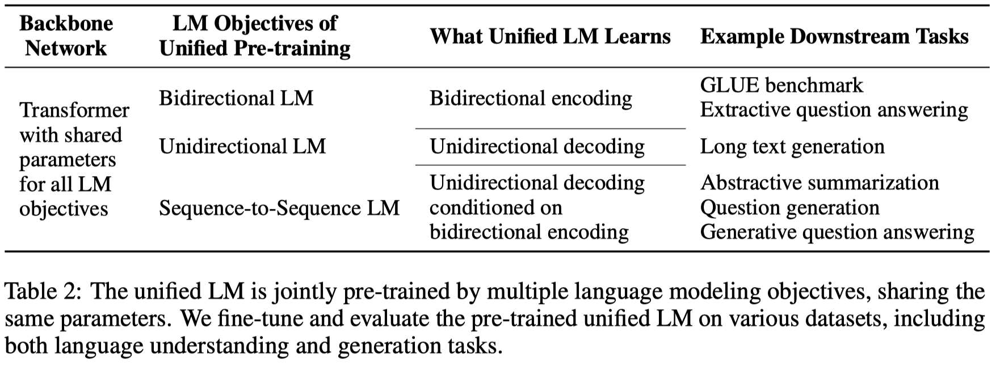 Backbone Network
LM Objectives of Unified Pre-training
What Unified LM Learns
Example Downstream Tasks
Transformer
with shared
parameters
for all LM
objectives
Bidirectional LM
Bidirectional encoding
GLUE benchmark
Extractive question answering
Unidirectional LM
Unidirectional decoding
Long text generation
Sequence-to-Sequence LM
Unidirectional decoding
conditioned on
bidirectional encoding
Abstractive summarization
Question generation
Generative question answering
Table 2: The unified LM is jointly pre-trained by multiple language modeling objectives, sharing the
same parameters. We fine-tune and evaluate the pre-trained unified LM on various datasets, including
both language understanding and generation tasks.